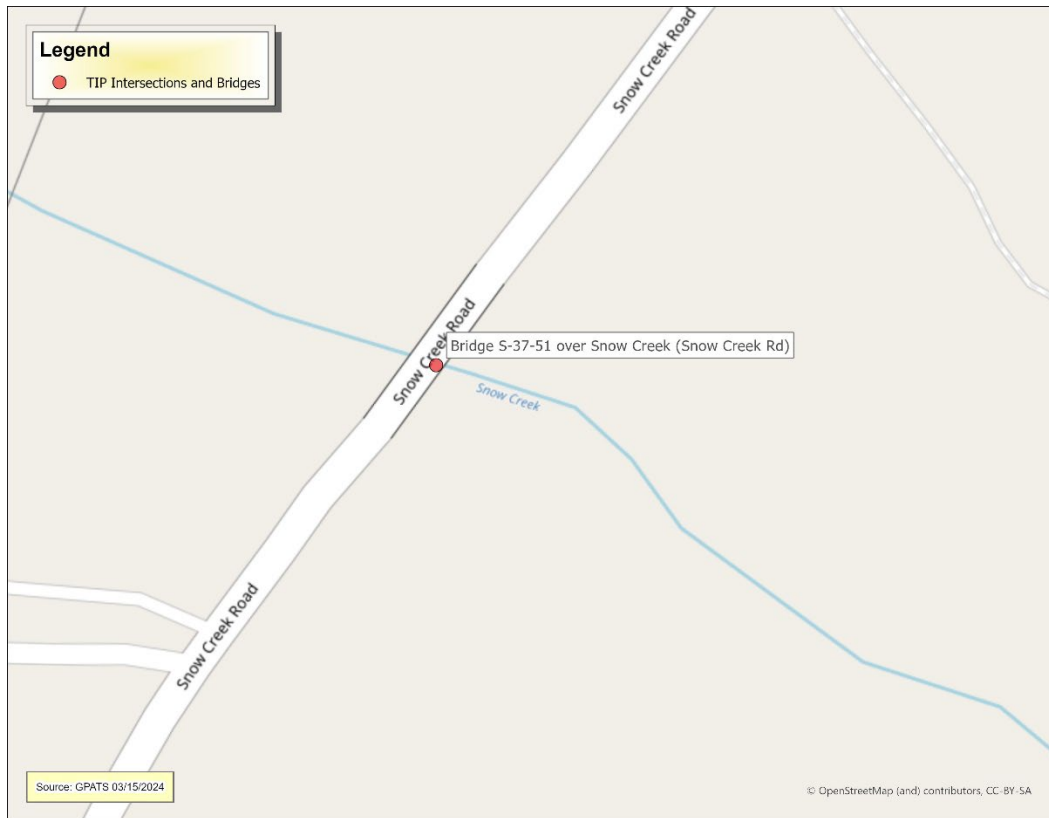 Legend
TIP Intersections and Bridges
Snow Creek Road
Snow Creek Road
Bridge S-37-51 over Snow Creek (Snow Creek Rd)
Snow Creek
Snow Creek Road
Source: GPATS 03/15/2024
© OpenStreetMap (and) contributors, CC-BY-SA